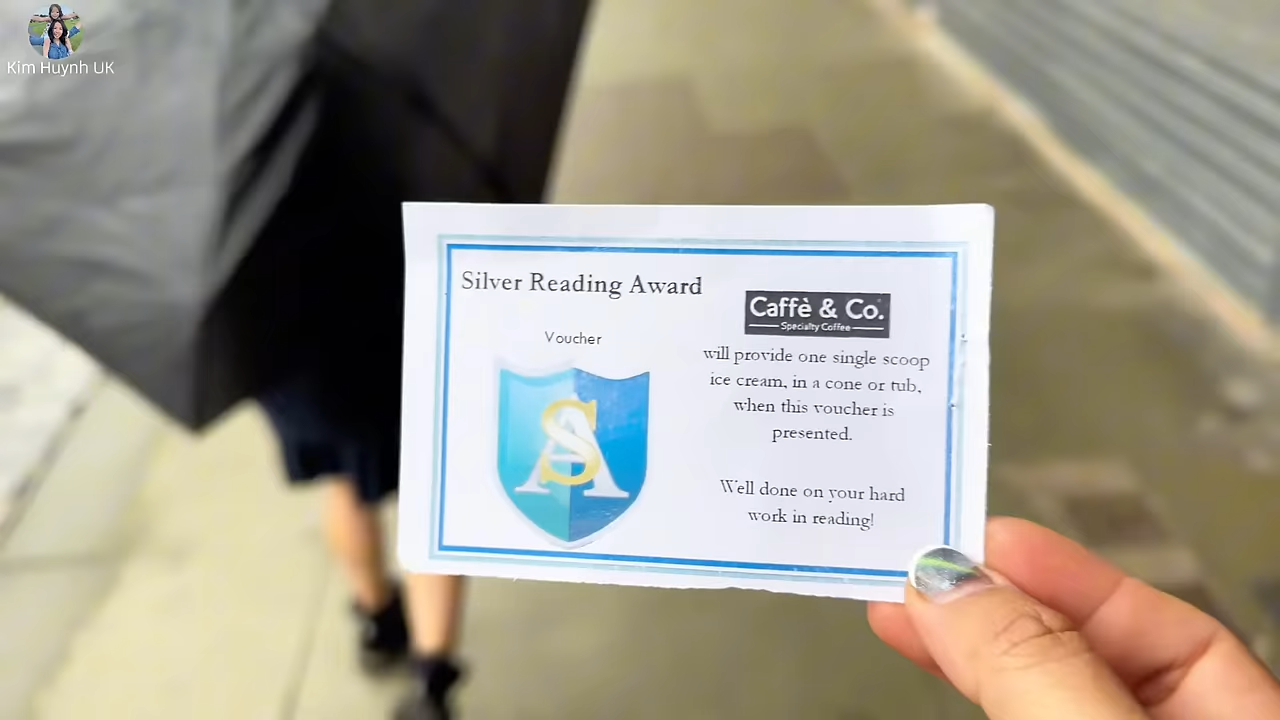 Kim Huynh UK
Silver Reading Award
Voucher
SA
Caffè & Co.
Specialty Coffee
will provide one single scoop
ice cream, in a cone or tub,
when this voucher is
presented.
Well done on your hard
work in reading!